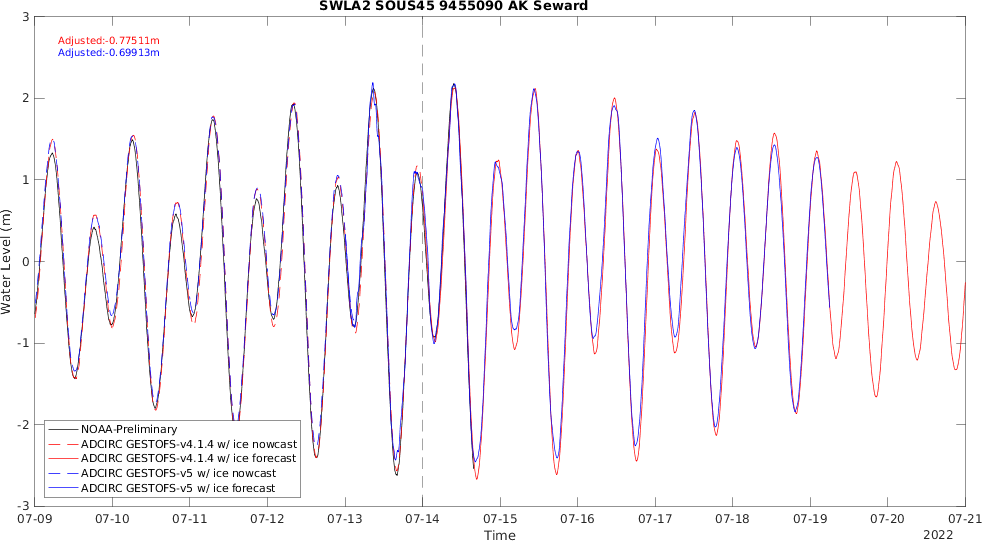 SWLA2 SOUS45 9455090 AK Seward
Adjusted:-0.77511m
Adjusted:-0.69913m
3
2
1
0
-1
-2
-3
Water Level (m)
NOAA-Preliminary
ADCIRC GESTOFS-v4.1.4 w/ ice nowcast
ADCIRC GESTOFS-v4.1.4 w/ ice forecast
ADCIRC GESTOFS-v5 w/ ice nowcast
ADCIRC GESTOFS-v5 w/ ice forecast
07-09 07-10 07-11 07-12 07-13 07-14 07-15 07-16 07-17 07-18 07-19 07-20 07-21
Time
2022